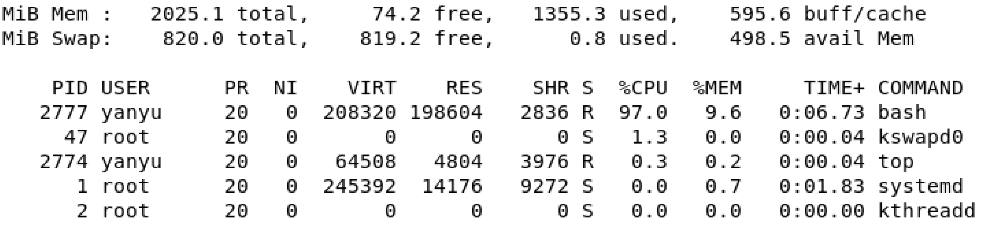 MiB Mem :   2025.1 total,     74.2 free,   1355.3 used,    595.6 buff/cache
MiB Swap:    820.0 total,    819.2 free,      0.8 used.    498.5 avail Mem
    PID USER      PR  NI    VIRT    RES    SHR S  %CPU  %MEM     TIME+ COMMAND
   2777 yanyu     20   0  208320 198604   2836 R  97.0   9.6   0:06.73 bash
     47 root      20   0       0      0      0 S   1.3   0.0   0:00.04 kswapd0
   2774 yanyu     20   0   64508   4804   3976 R   0.3   0.2   0:00.04 top
      1 root      20   0  245392  14176   9272 S   0.0   0.7   0:01.83 systemd
      2 root      20   0       0      0      0 S   0.0   0.0   0:00.00 kthreadd